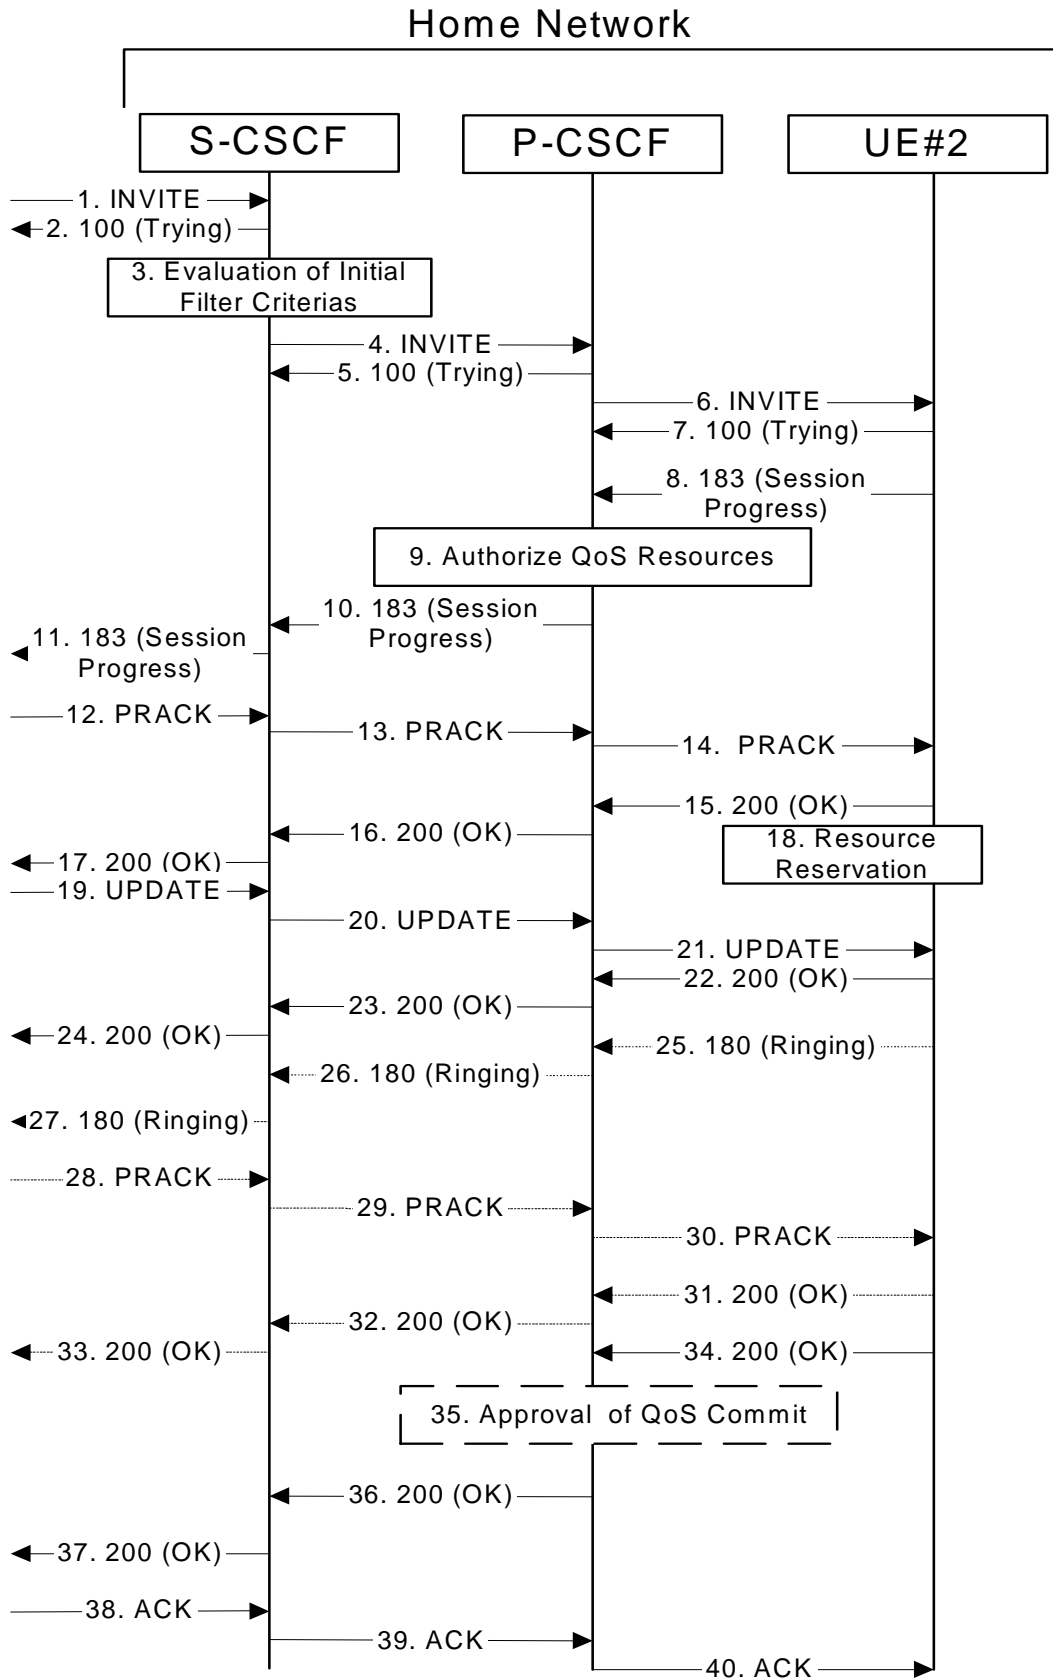 Home Network
S-CSCF
P-CSCF
UE#2
1. INVITE
2. 100 (Trying)
3. Evaluation of Initial
Filter Criterias
4. INVITE
5. 100 (Trying)
6. INVITE
7. 100 (Trying)
8. 183 (Session
Progress)
9. Authorize QoS Resources
10. 183 (Session
Progress)
11. 183 (Session
Progress)
12. PRACK
13. PRACK
14. PRACK
15. 200 (OK)
16. 200 (OK)
17. 200 (OK)
18. Resource
Reservation
19. UPDATE
20. UPDATE
21. UPDATE
22. 200 (OK)
23. 200 (OK)
24. 200 (OK)
25. 180 (Ringing)
26. 180 (Ringing)
27. 180 (Ringing)
28. PRACK
29. PRACK
30. PRACK
31. 200 (OK)
32. 200 (OK)
33. 200 (OK)
34. 200 (OK)
35. Approval of QoS Commit
36. 200 (OK)
37. 200 (OK)
38. ACK
39. ACK
40. ACK